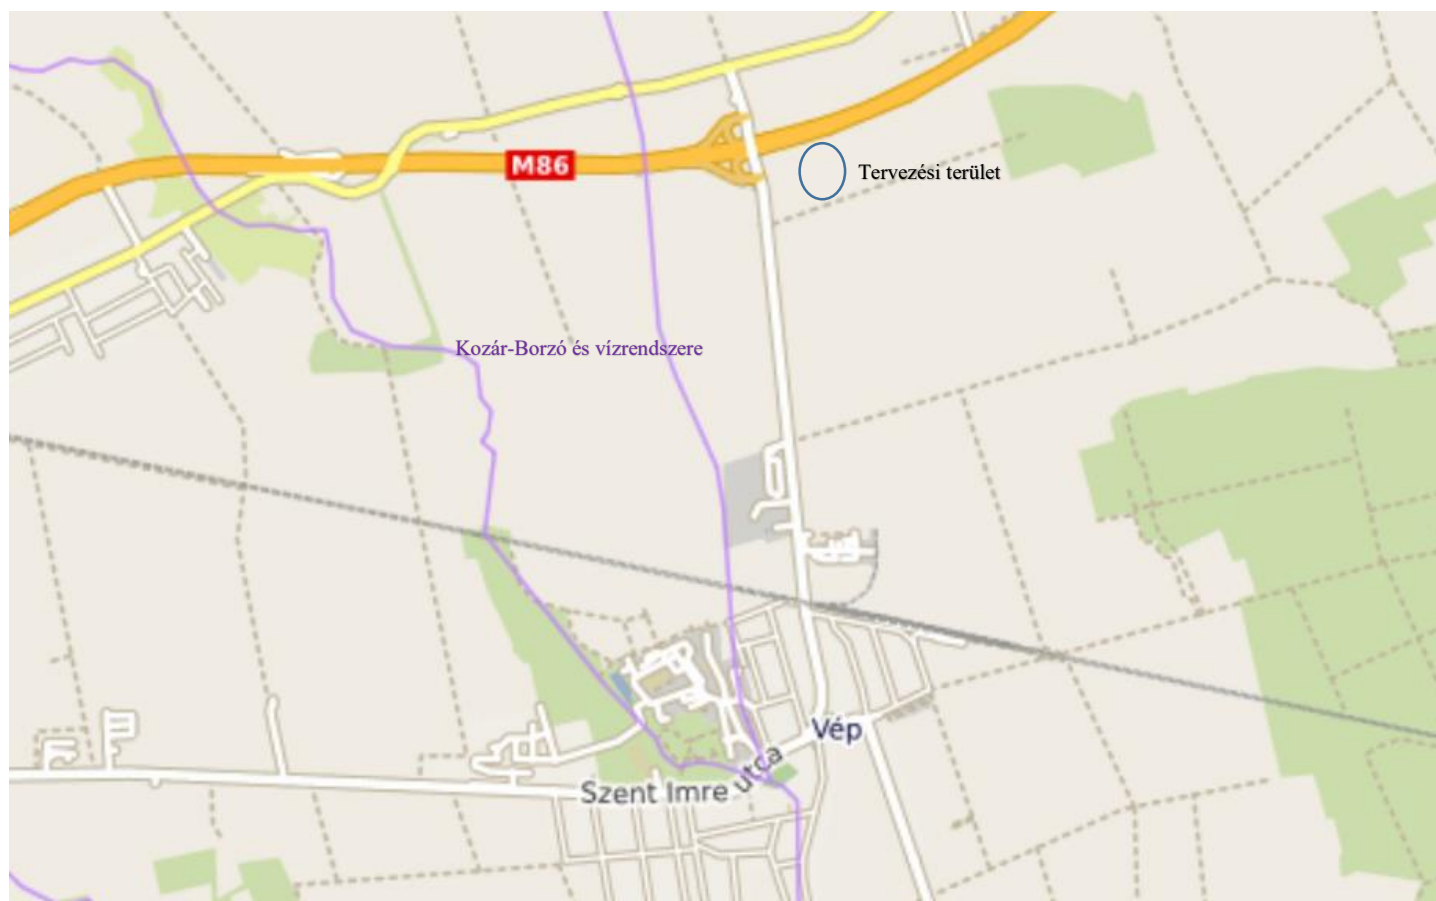 M86
Tervezési terület
Kozár-Borzó és vízrendszere
Vép
Szent Imre utca